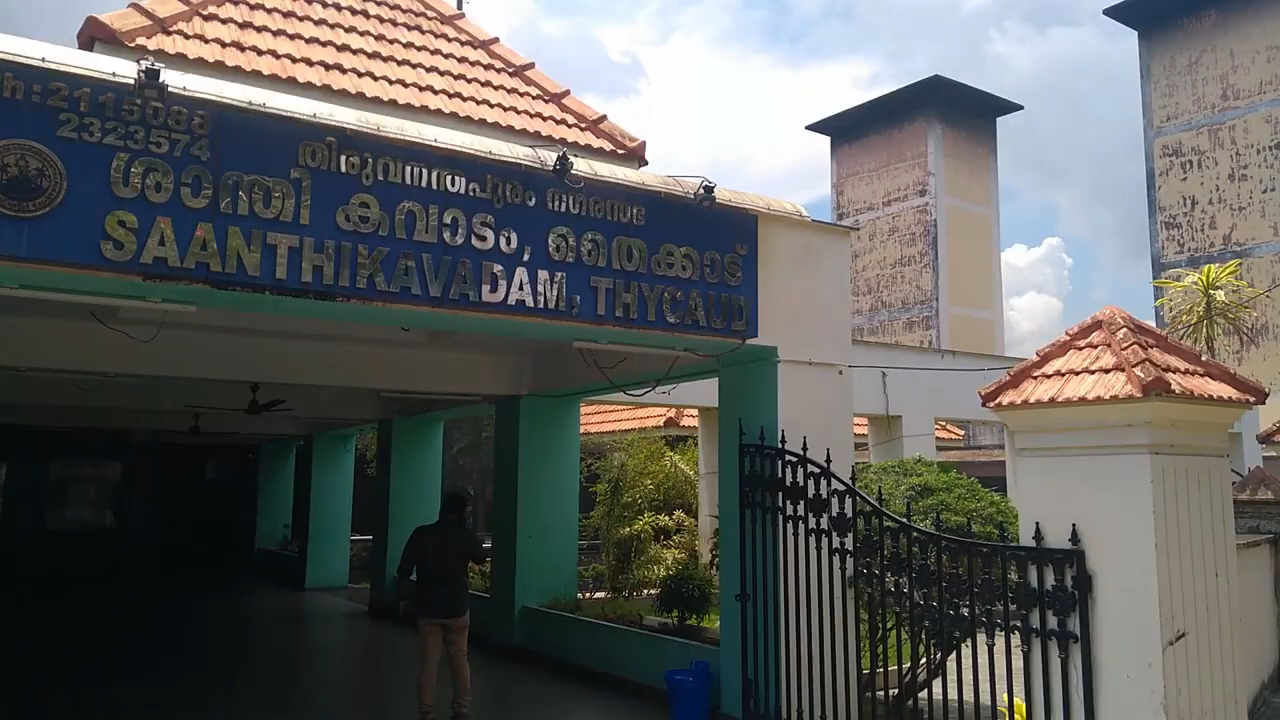 h:2115088
2323574
തിരുവനന്തപുരം നഗരസഭ
ശാന്തി കവാടം, തൈക്കാട്
SAANTHIKAVADAM, THYCAUD